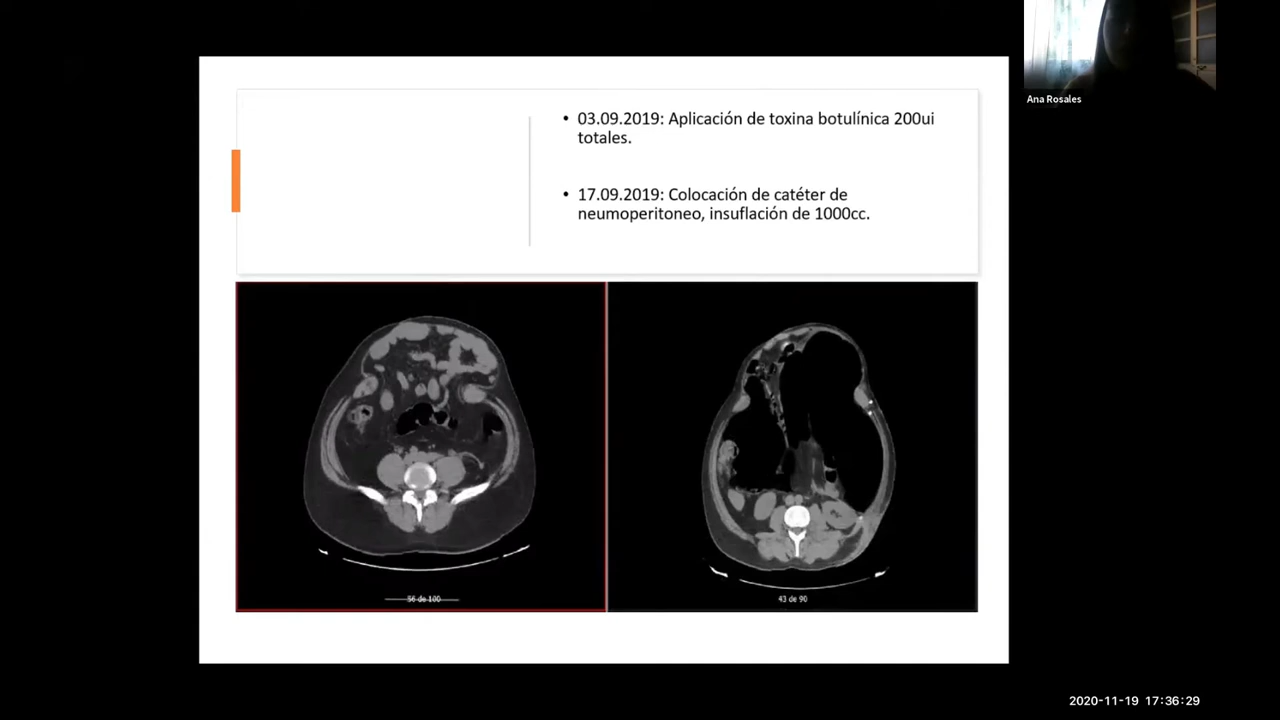 Ana Rosales
• 03.09.2019: Aplicación de toxina botulínica 200ui
totales.
• 17.09.2019: Colocación de catéter de
neumoperitoneo, insuflación de 1000cc.
56 de 100
43 de 90
2020-11-19 17:36:29